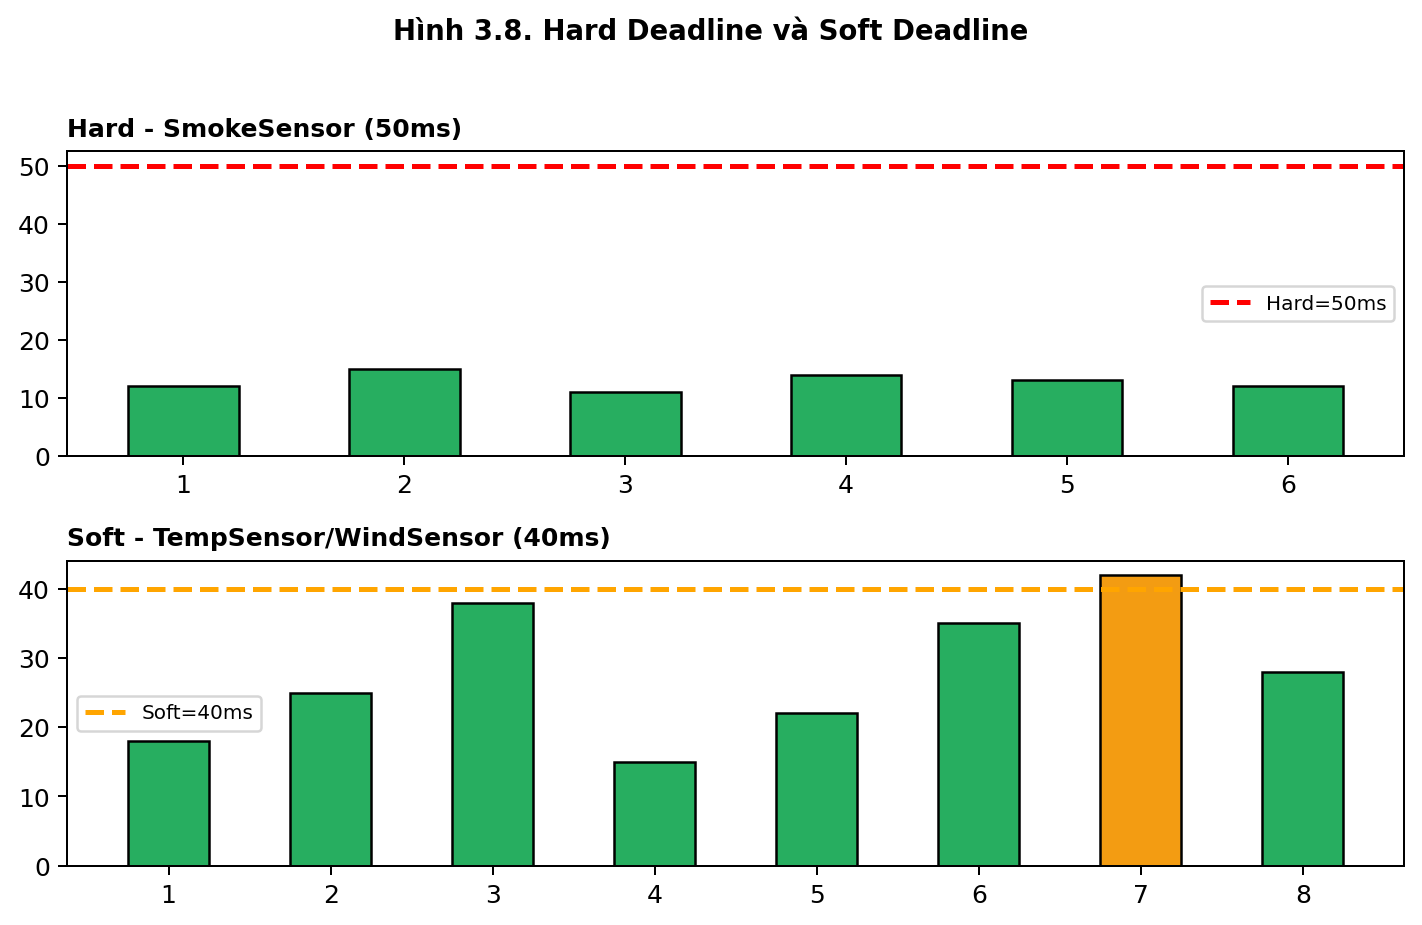 Hình 3.8. Hard Deadline và Soft Deadline
Hard - SmokeSensor (50ms)
50
40
30
20
10
0
Hard=50ms
1 2 3 4 5 6
Soft - TempSensor/WindSensor (40ms)
40
30
20
10
0
Soft=40ms
1 2 3 4 5 6 7 8